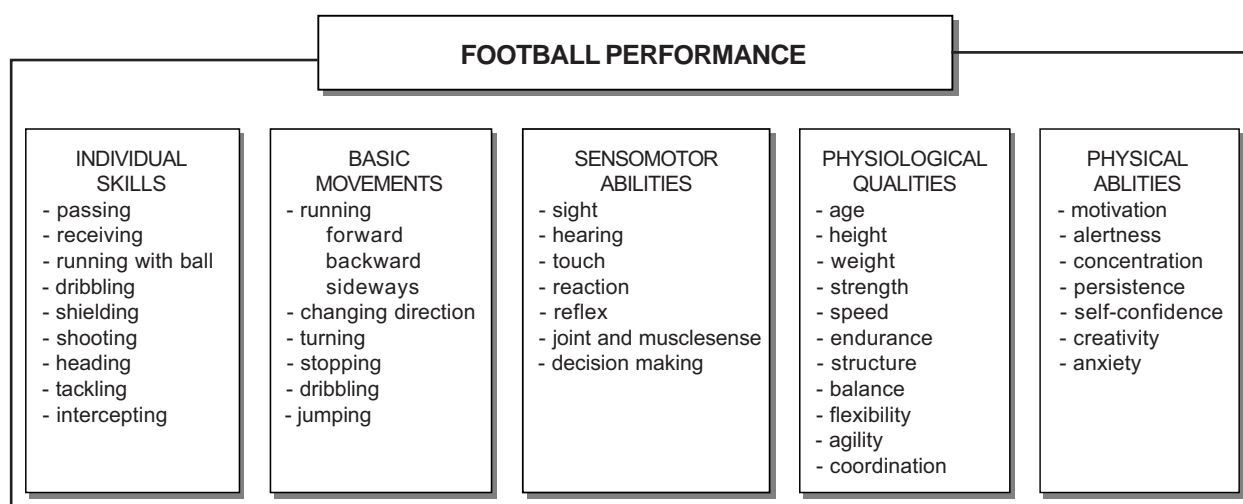 FOOTBALL PERFORMANCE
INDIVIDUAL
SKILLS
- passing
- receiving
- running with ball
- dribbling
- shielding
- shooting
- heading
- tackling
- intercepting
BASIC
MOVEMENTS
- running
forward
backward
sideways
- changing direction
- turning
- stopping
- dribbling
- jumping
SENSOMOTOR
ABILITIES
- sight
- hearing
- touch
- reaction
- reflex
- joint and musclesense
- decision making
PHYSIOLOGICAL
QUALITIES
- age
- height
- weight
- strength
- speed
- endurance
- structure
- balance
- flexibility
- agility
- coordination
PHYSICAL
ABLITIES
- motivation
- alertness
- concentration
- persistence
- self-confidence
- creativity
- anxiety